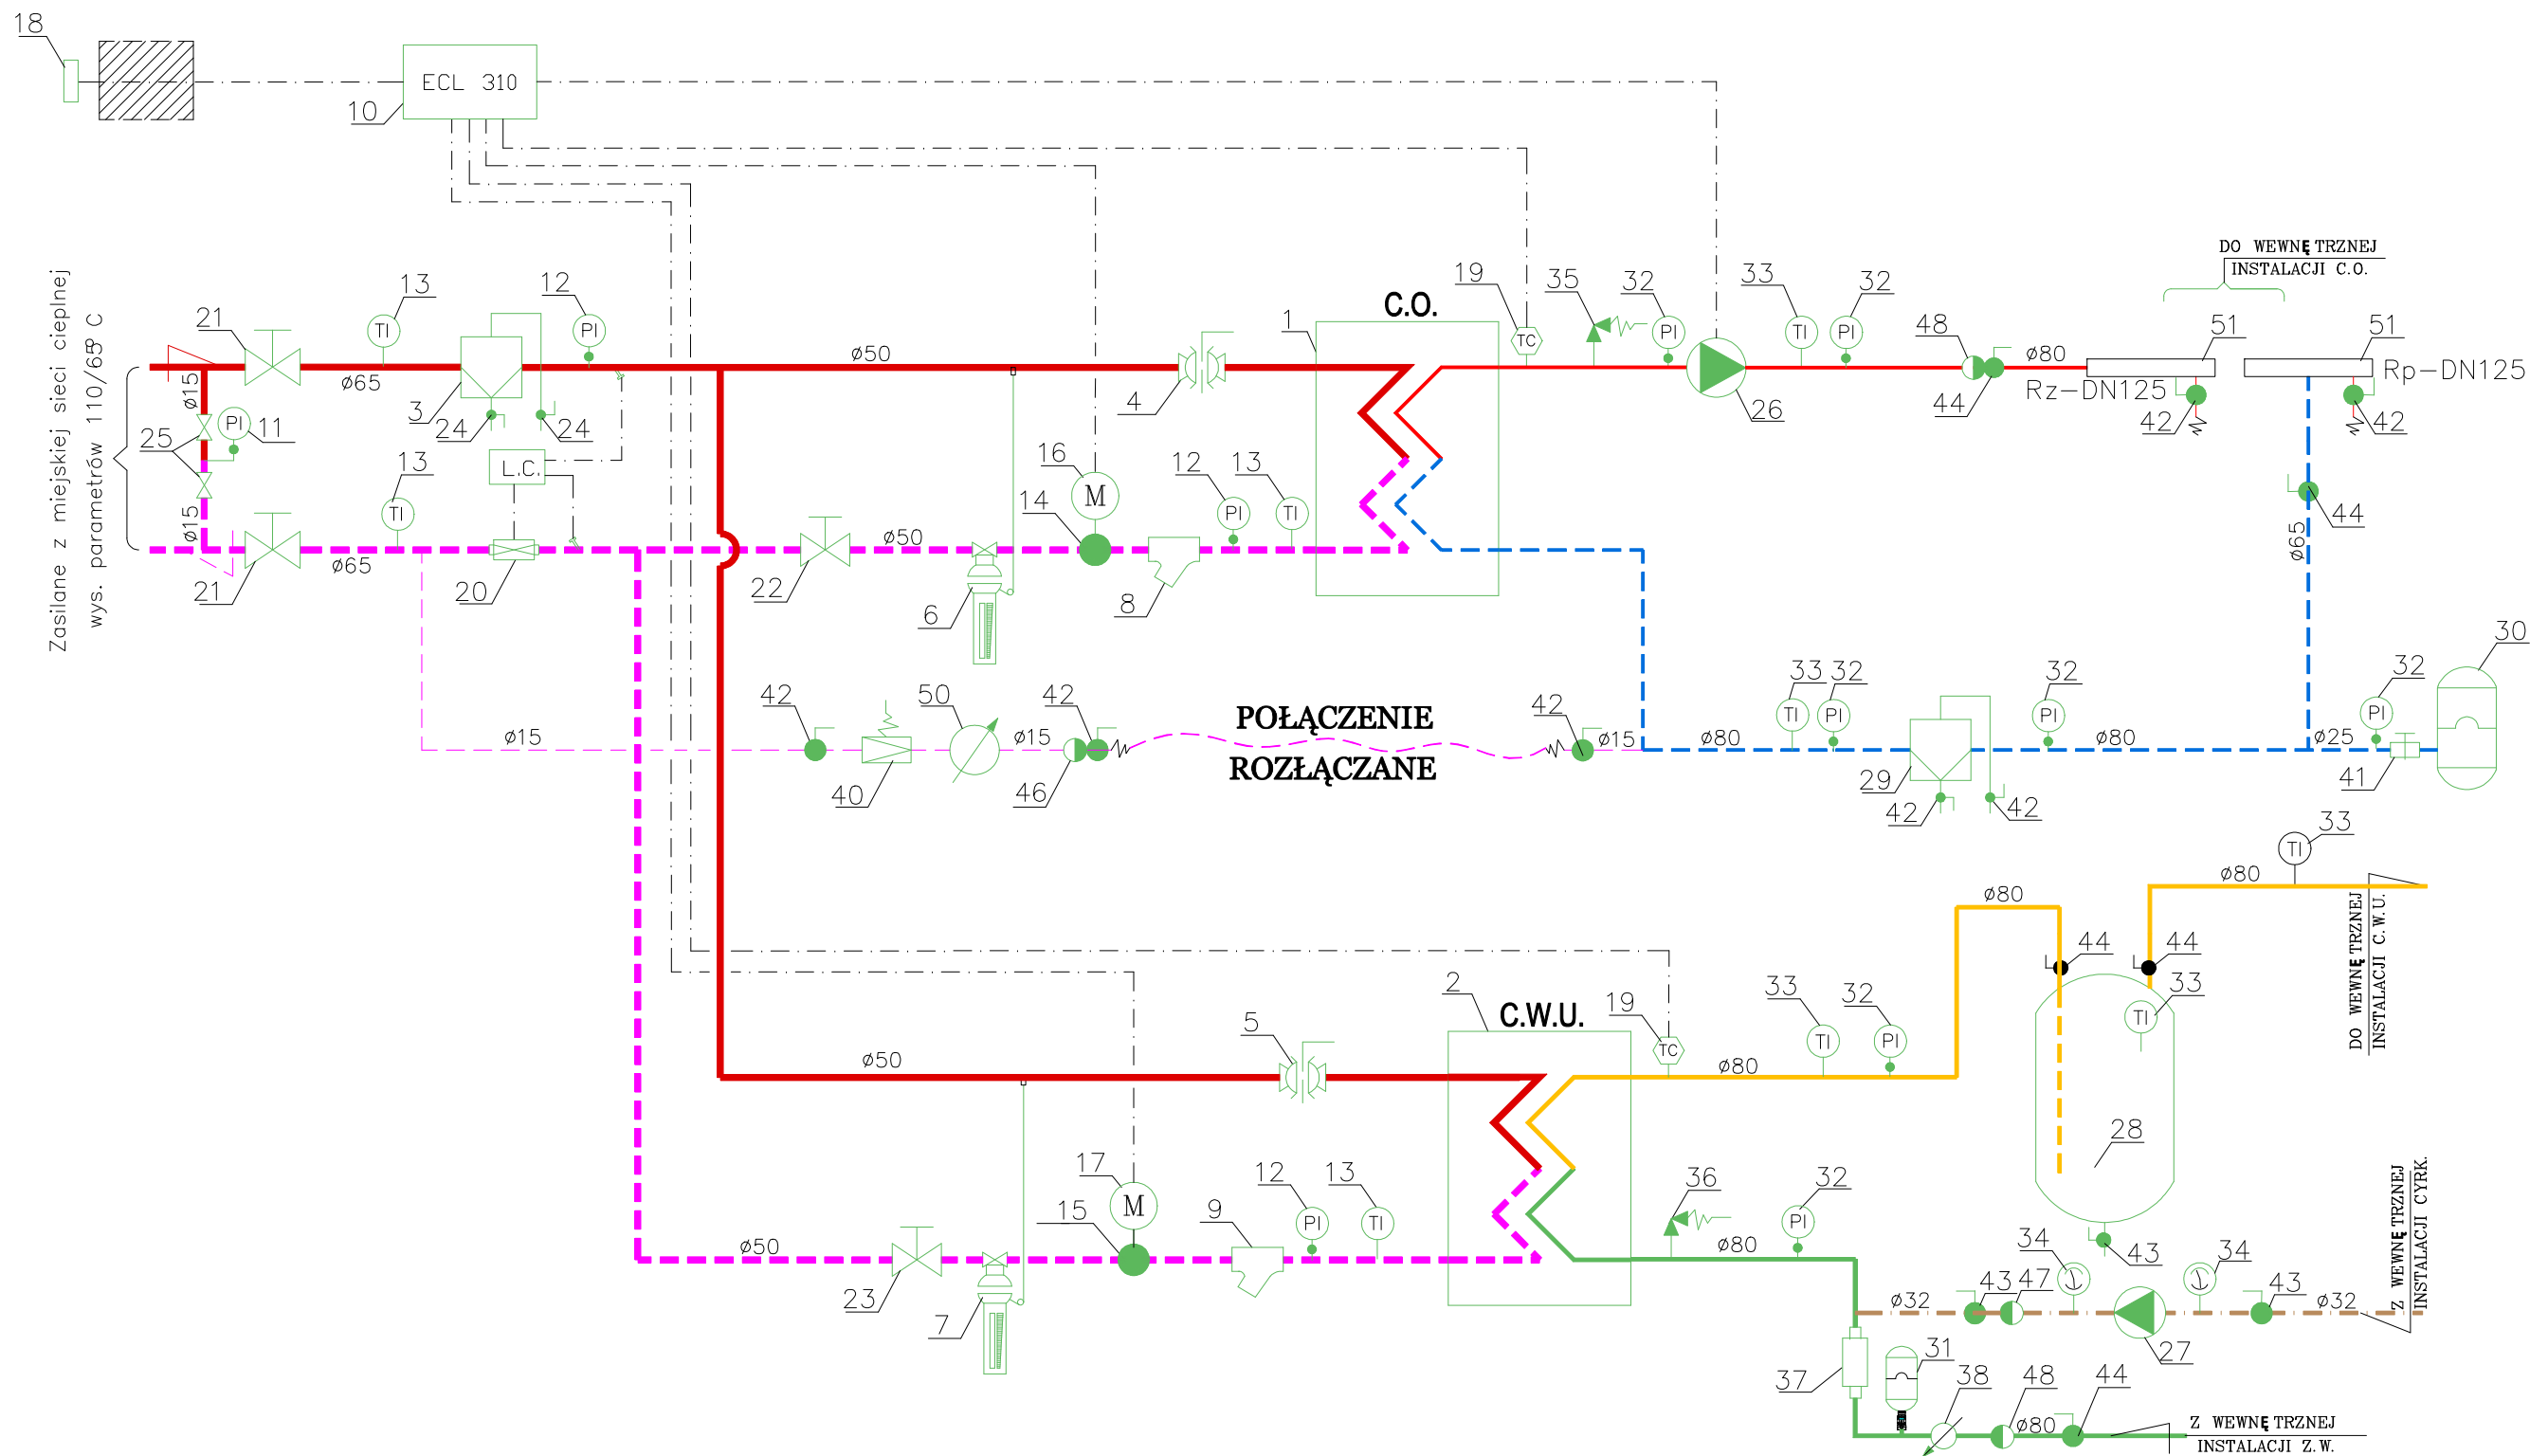 18
10
ECL 310
Zasilane z miejskiej sieci cieplnej
wys. parametrów 110/65° C
21
13
TI
12
PI
ø65
3
24
24
ø15
25
PI
11
13
TI
L.C.
ø15
21
ø65
20
ø50
4
1
C.O.
16
M
14
12
PI
13
TI
22
ø50
6
8
19
TC
35
32
PI
26
33
TI
32
PI
48
44
ø80
DO WEWNĘTRZNEJ
INSTALACJI C.O.
51
51
Rz-DN125
Rp-DN125
42
42
44
ø65
ø15
42
40
50
ø15
42
46
POŁĄCZENIE
ROZŁĄCZANE
42
ø15
ø80
33
TI
32
PI
29
42
42
32
PI
ø80
ø25
32
PI
41
30
33
TI
ø80
ø80
DO WEWNĘTRZNEJ
INSTALACJI C.W.U.
44
44
33
TI
28
43
ø50
5
2
C.W.U.
19
TC
33
TI
32
PI
ø80
17
M
15
12
PI
13
TI
9
ø50
23
7
36
32
PI
ø80
34
34
ø32
43
47
27
43
ø32
Z WEWNĘTRZNEJ
INSTALACJI CYRK.
37
31
38
48
ø80
44
Z WEWNĘTRZNEJ
INSTALACJI Z.W.